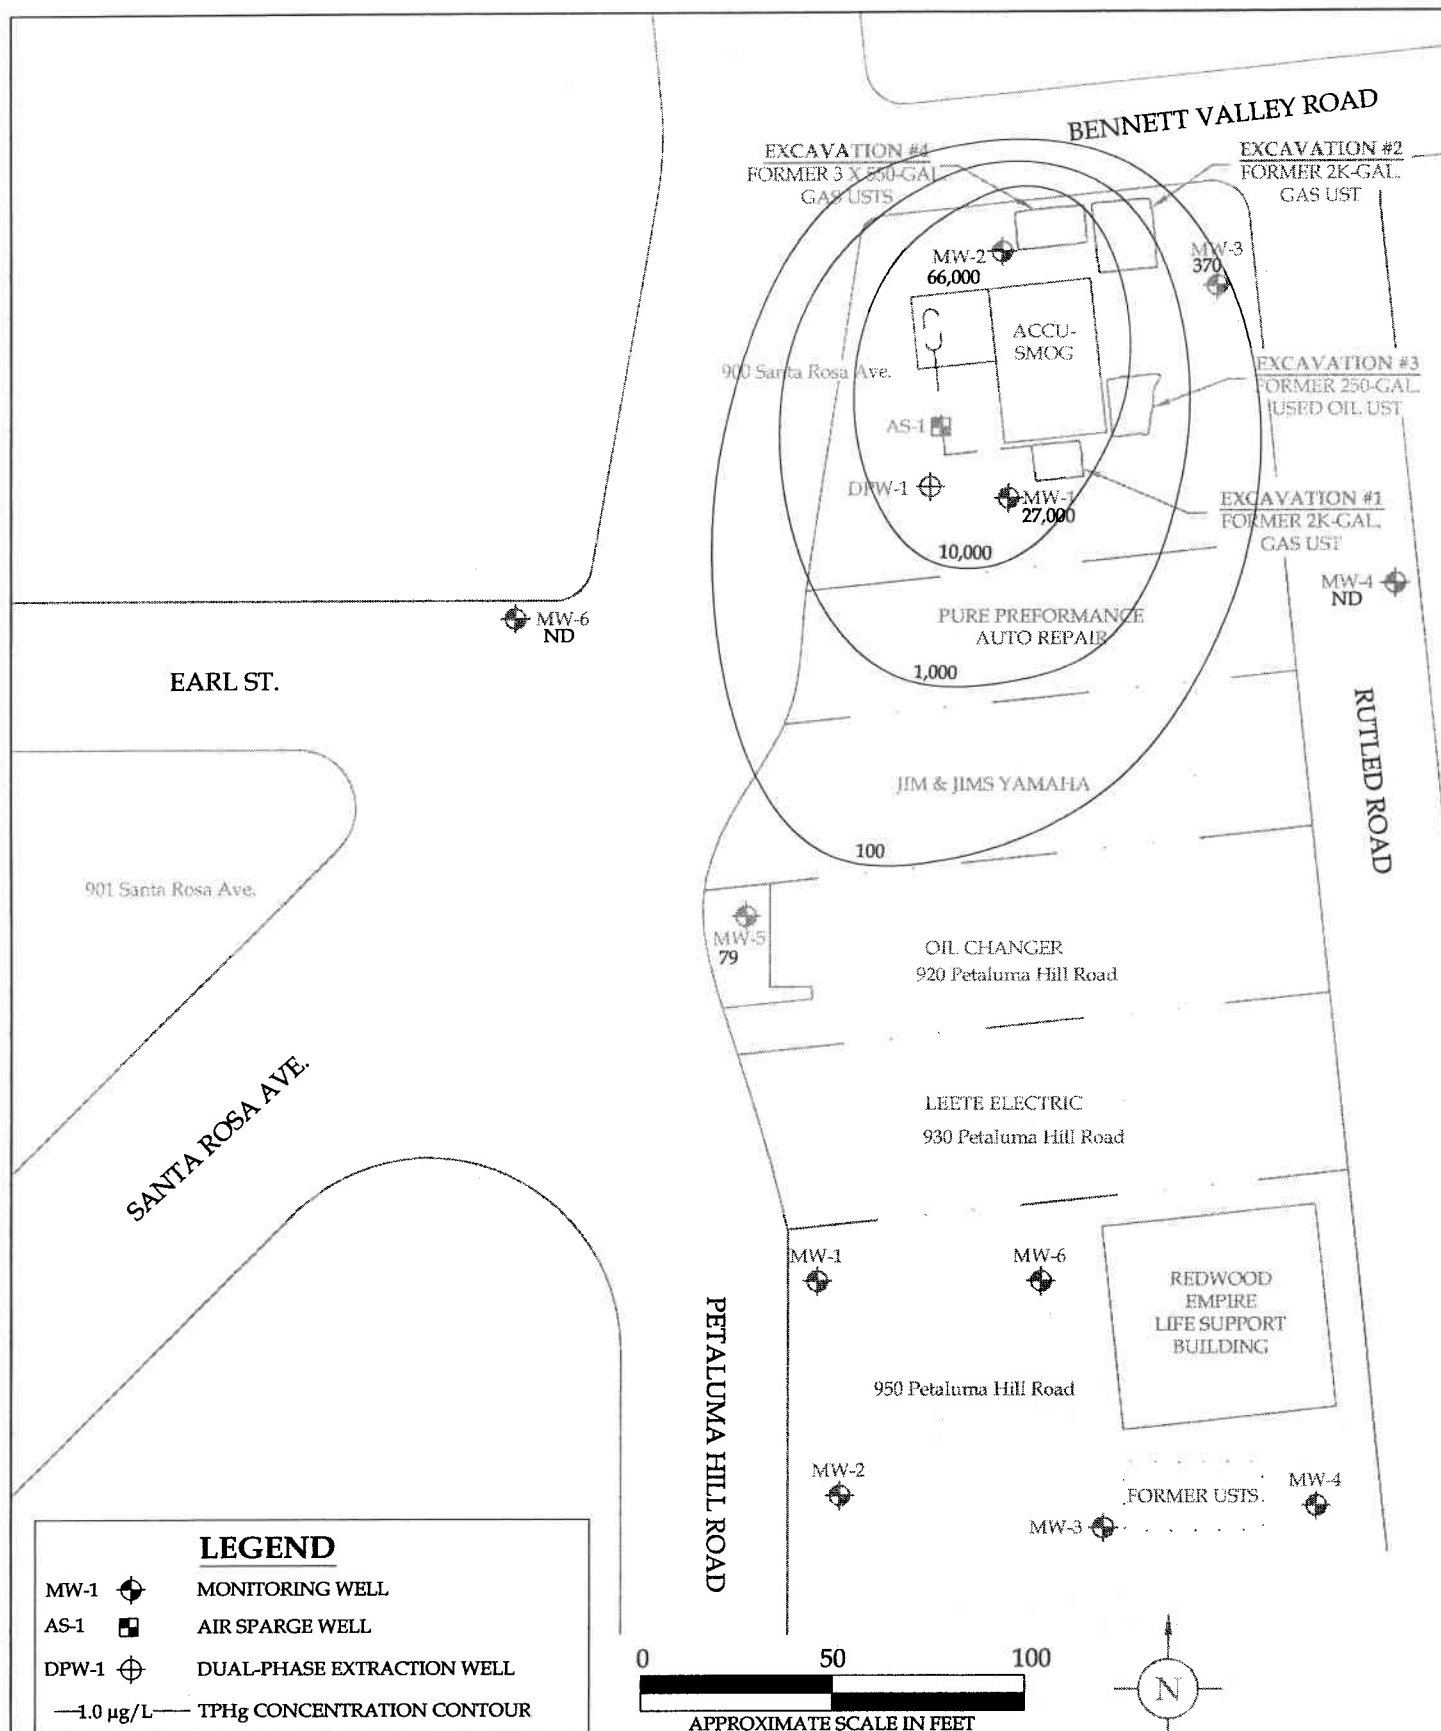 BENNETT VALLEY ROAD
EXCAVATION #4
FORMER 3 X 550-GAL.
GAS USTS
EXCAVATION #2
FORMER 2K-GAL.
GAS UST
MW-2
66,000
MW-3
370
ACCU-
SMOG
900 Santa Rosa Ave.
EXCAVATION #3
FORMER 250-GAL.
USED OIL UST
AS-1
DPW-1
MW-1
27,000
EXCAVATION #1
FORMER 2K-GAL.
GAS UST
10,000
MW-4
ND
MW-6
ND
PURE PREFORMANCE
AUTO REPAIR
1,000
EARL ST.
RUTLED ROAD
JIM & JIMS YAMAHA
100
901 Santa Rosa Ave.
MW-5
79
OIL CHANGER
920 Petaluma Hill Road
SANTA ROSA AVE.
LEETE ELECTRIC
930 Petaluma Hill Road
MW-1
MW-6
REDWOOD
EMPIRE
LIFE SUPPORT
BUILDING
PETALUMA HILL ROAD
950 Petaluma Hill Road
MW-2
FORMER USTS
MW-4
MW-3
LEGEND
MW-1 MONITORING WELL
AS-1 AIR SPARGE WELL
DPW-1 DUAL-PHASE EXTRACTION WELL
1.0 µg/L TPHg CONCENTRATION CONTOUR
0 50 100
APPROXIMATE SCALE IN FEET
N